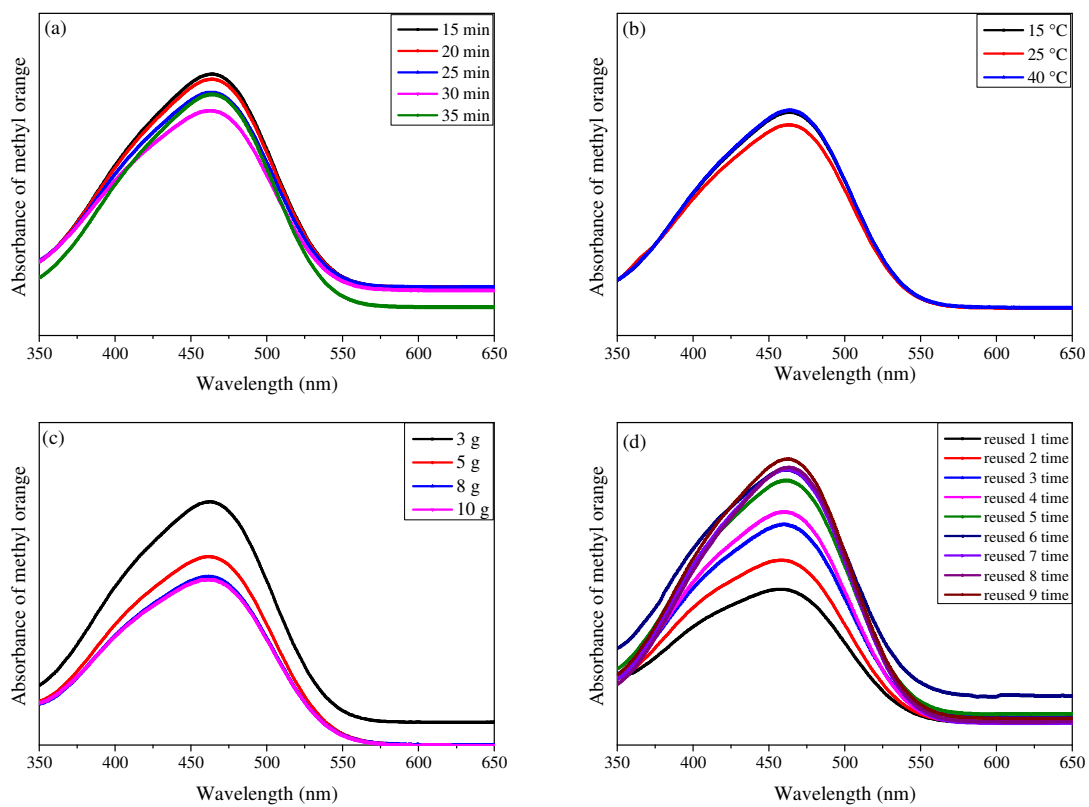 (a)
15 min
20 min
25 min
30 min
35 min
Absorbance of methyl orange
350 400 450 500 550 600 650
Wavelength (nm)
(b)
15 °C
25 °C
40 °C
Absorbance of methyl orange
350 400 450 500 550 600 650
Wavelength (nm)
(c)
3 g
5 g
8 g
10 g
Absorbance of methyl orange
350 400 450 500 550 600 650
Wavelength (nm)
(d)
reused 1 time
reused 2 time
reused 3 time
reused 4 time
reused 5 time
reused 6 time
reused 7 time
reused 8 time
reused 9 time
Absorbance of methyl orange
350 400 450 500 550 600 650
Wavelength (nm)